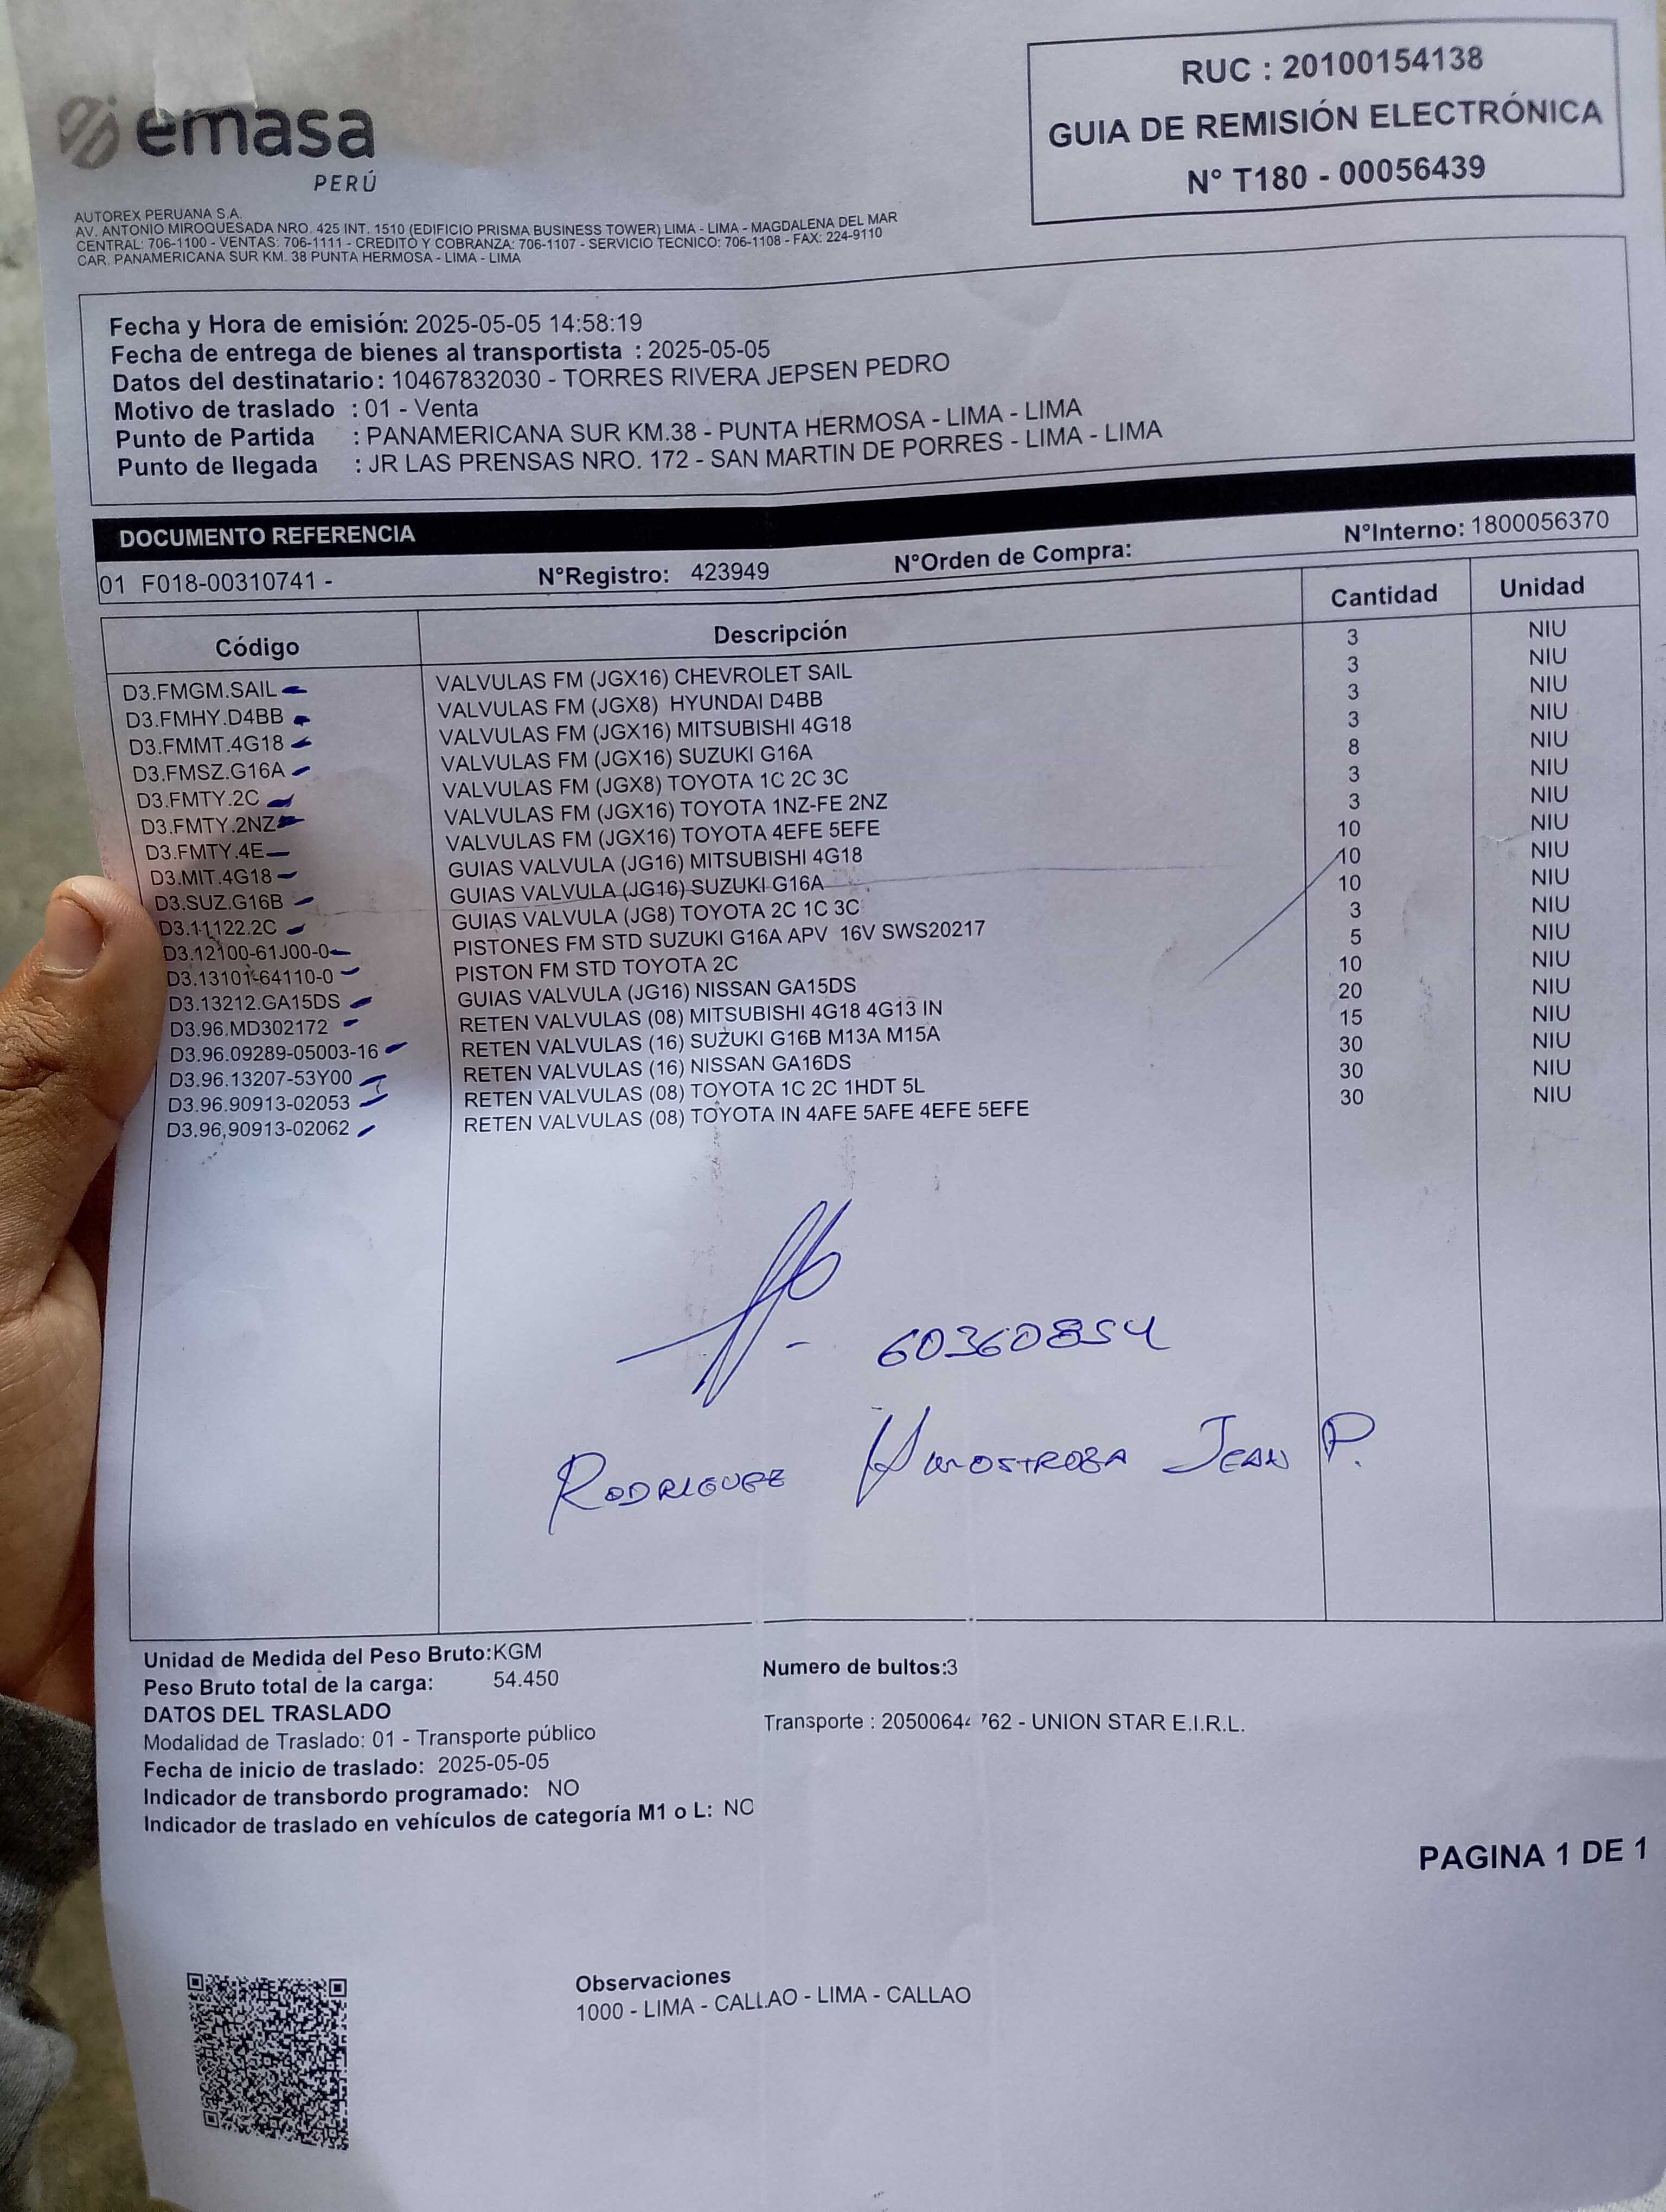 emasa
PERÚ
RUC : 20100154138
GUIA DE REMISIÓN ELECTRÓNICA
N° T180 - 00056439
AUTOREX PERUANA S.A.
AV. ANTONIO MIROQUESADA NRO. 425 INT. 1510 (EDIFICIO PRISMA BUSINESS TOWER) LIMA - LIMA - MAGDALENA DEL MAR
CENTRAL: 706-1100 - VENTAS: 706-1111 - CREDITO Y COBRANZA: 706-1107 - SERVICIO TECNICO: 706-1108 - FAX: 224-9110
CAR. PANAMERICANA SUR KM. 38 PUNTA HERMOSA - LIMA - LIMA
Fecha y Hora de emisión: 2025-05-05 14:58:19
Fecha de entrega de bienes al transportista : 2025-05-05
Datos del destinatario: 10467832030 - TORRES RIVERA JEPSEN PEDRO
Motivo de traslado : 01 - Venta
Punto de Partida : PANAMERICANA SUR KM.38 - PUNTA HERMOSA - LIMA - LIMA
Punto de llegada : JR LAS PRENSAS NRO. 172 - SAN MARTIN DE PORRES - LIMA - LIMA
DOCUMENTO REFERENCIA
01 F018-00310741 - N°Registro: 423949 N°Orden de Compra: N°Interno: 1800056370
Código Descripción Cantidad Unidad
D3.FMGM.SAIL VALVULAS FM (JGX16) CHEVROLET SAIL 3 NIU
D3.FMHY.D4BB VALVULAS FM (JGX8) HYUNDAI D4BB 3 NIU
D3.FMMT.4G18 VALVULAS FM (JGX16) MITSUBISHI 4G18 3 NIU
D3.FMSZ.G16A VALVULAS FM (JGX16) SUZUKI G16A 3 NIU
D3.FMTY.2C VALVULAS FM (JGX8) TOYOTA 1C 2C 3C 8 NIU
D3.FMTY.2NZ VALVULAS FM (JGX16) TOYOTA 1NZ-FE 2NZ 3 NIU
D3.FMTY.4E VALVULAS FM (JGX16) TOYOTA 4EFE 5EFE 3 NIU
D3.MIT.4G18 GUIAS VALVULA (JG16) MITSUBISHI 4G18 10 NIU
D3.SUZ.G16B GUIAS VALVULA (JG16) SUZUKI G16A 10 NIU
D3.11122.2C GUIAS VALVULA (JG8) TOYOTA 2C 1C 3C 10 NIU
D3.12100-61J00-0 PISTONES FM STD SUZUKI G16A APV 16V SWS20217 3 NIU
D3.13101-64110-0 PISTON FM STD TOYOTA 2C 5 NIU
D3.13212.GA15DS GUIAS VALVULA (JG16) NISSAN GA15DS 10 NIU
D3.96.MD302172 RETEN VALVULAS (08) MITSUBISHI 4G18 4G13 IN 20 NIU
D3.96.09289-05003-16 RETEN VALVULAS (16) SUZUKI G16B M13A M15A 15 NIU
D3.96.13207-53Y00 RETEN VALVULAS (16) NISSAN GA16DS 30 NIU
D3.96.90913-02053 RETEN VALVULAS (08) TOYOTA 1C 2C 1HDT 5L 30 NIU
D3.96,90913-02062 RETEN VALVULAS (08) TOYOTA IN 4AFE 5AFE 4EFE 5EFE 30 NIU
60360854
RODRIGUEZ JEAN P.
Unidad de Medida del Peso Bruto:KGM
Peso Bruto total de la carga: 54.450 Numero de bultos:3
DATOS DEL TRASLADO
Modalidad de Traslado: 01 - Transporte público Transporte : 20500644762 - UNION STAR E.I.R.L.
Fecha de inicio de traslado: 2025-05-05
Indicador de transbordo programado: NO
Indicador de traslado en vehículos de categoría M1 o L: NO
PAGINA 1 DE 1
Observaciones
1000 - LIMA - CALLAO - LIMA - CALLAO